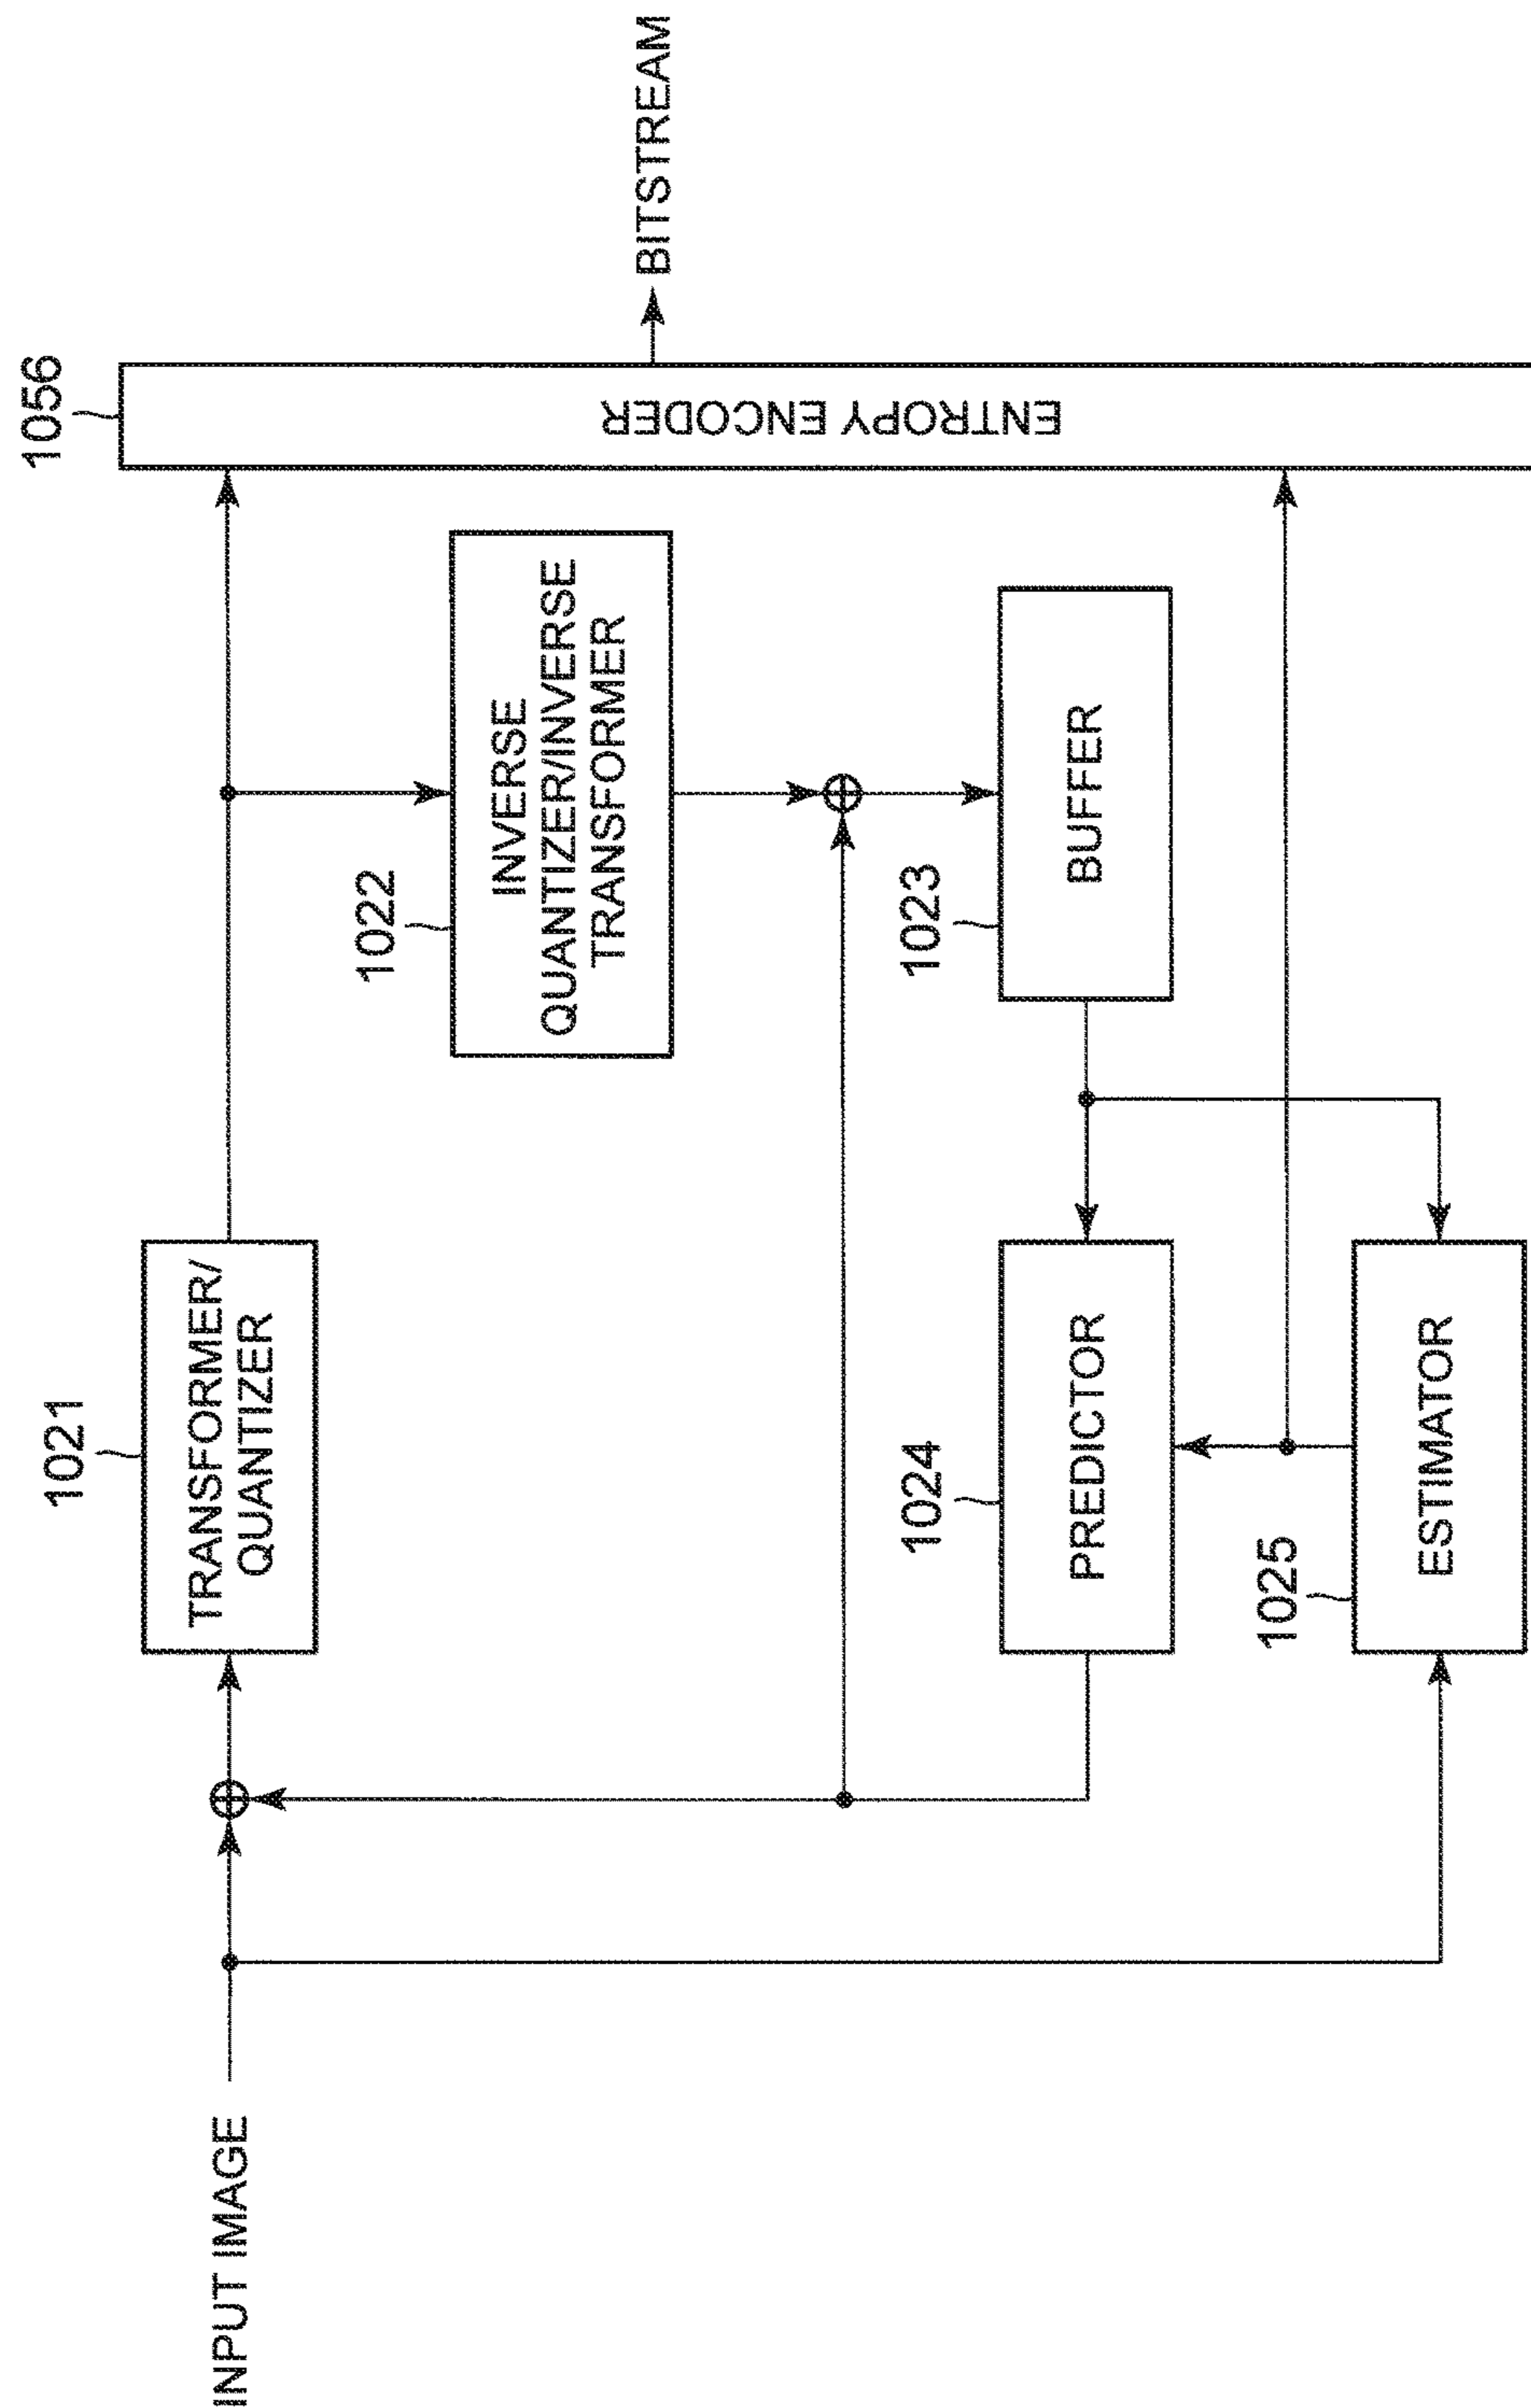 1021
TRANSFORMER/
QUANTIZER
1056
ENTROPY ENCODER
INPUT IMAGE
1022
INVERSE
QUANTIZER/INVERSE
TRANSFORMER
BITSTREAM
1024
PREDICTOR
1023
BUFFER
1025
ESTIMATOR